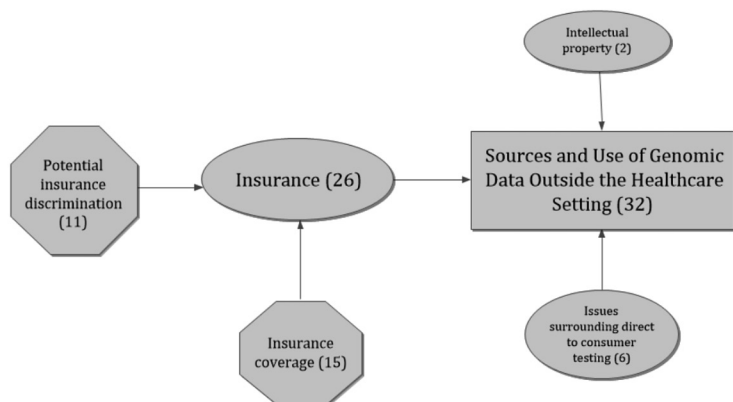 Intellectual
property (2)
Potential
insurance
discrimination
(11)
Insurance (26)
Sources and Use of Genomic
Data Outside the Healthcare
Setting (32)
Insurance
coverage (15)
Issues
surrounding direct
to consumer
testing (6)